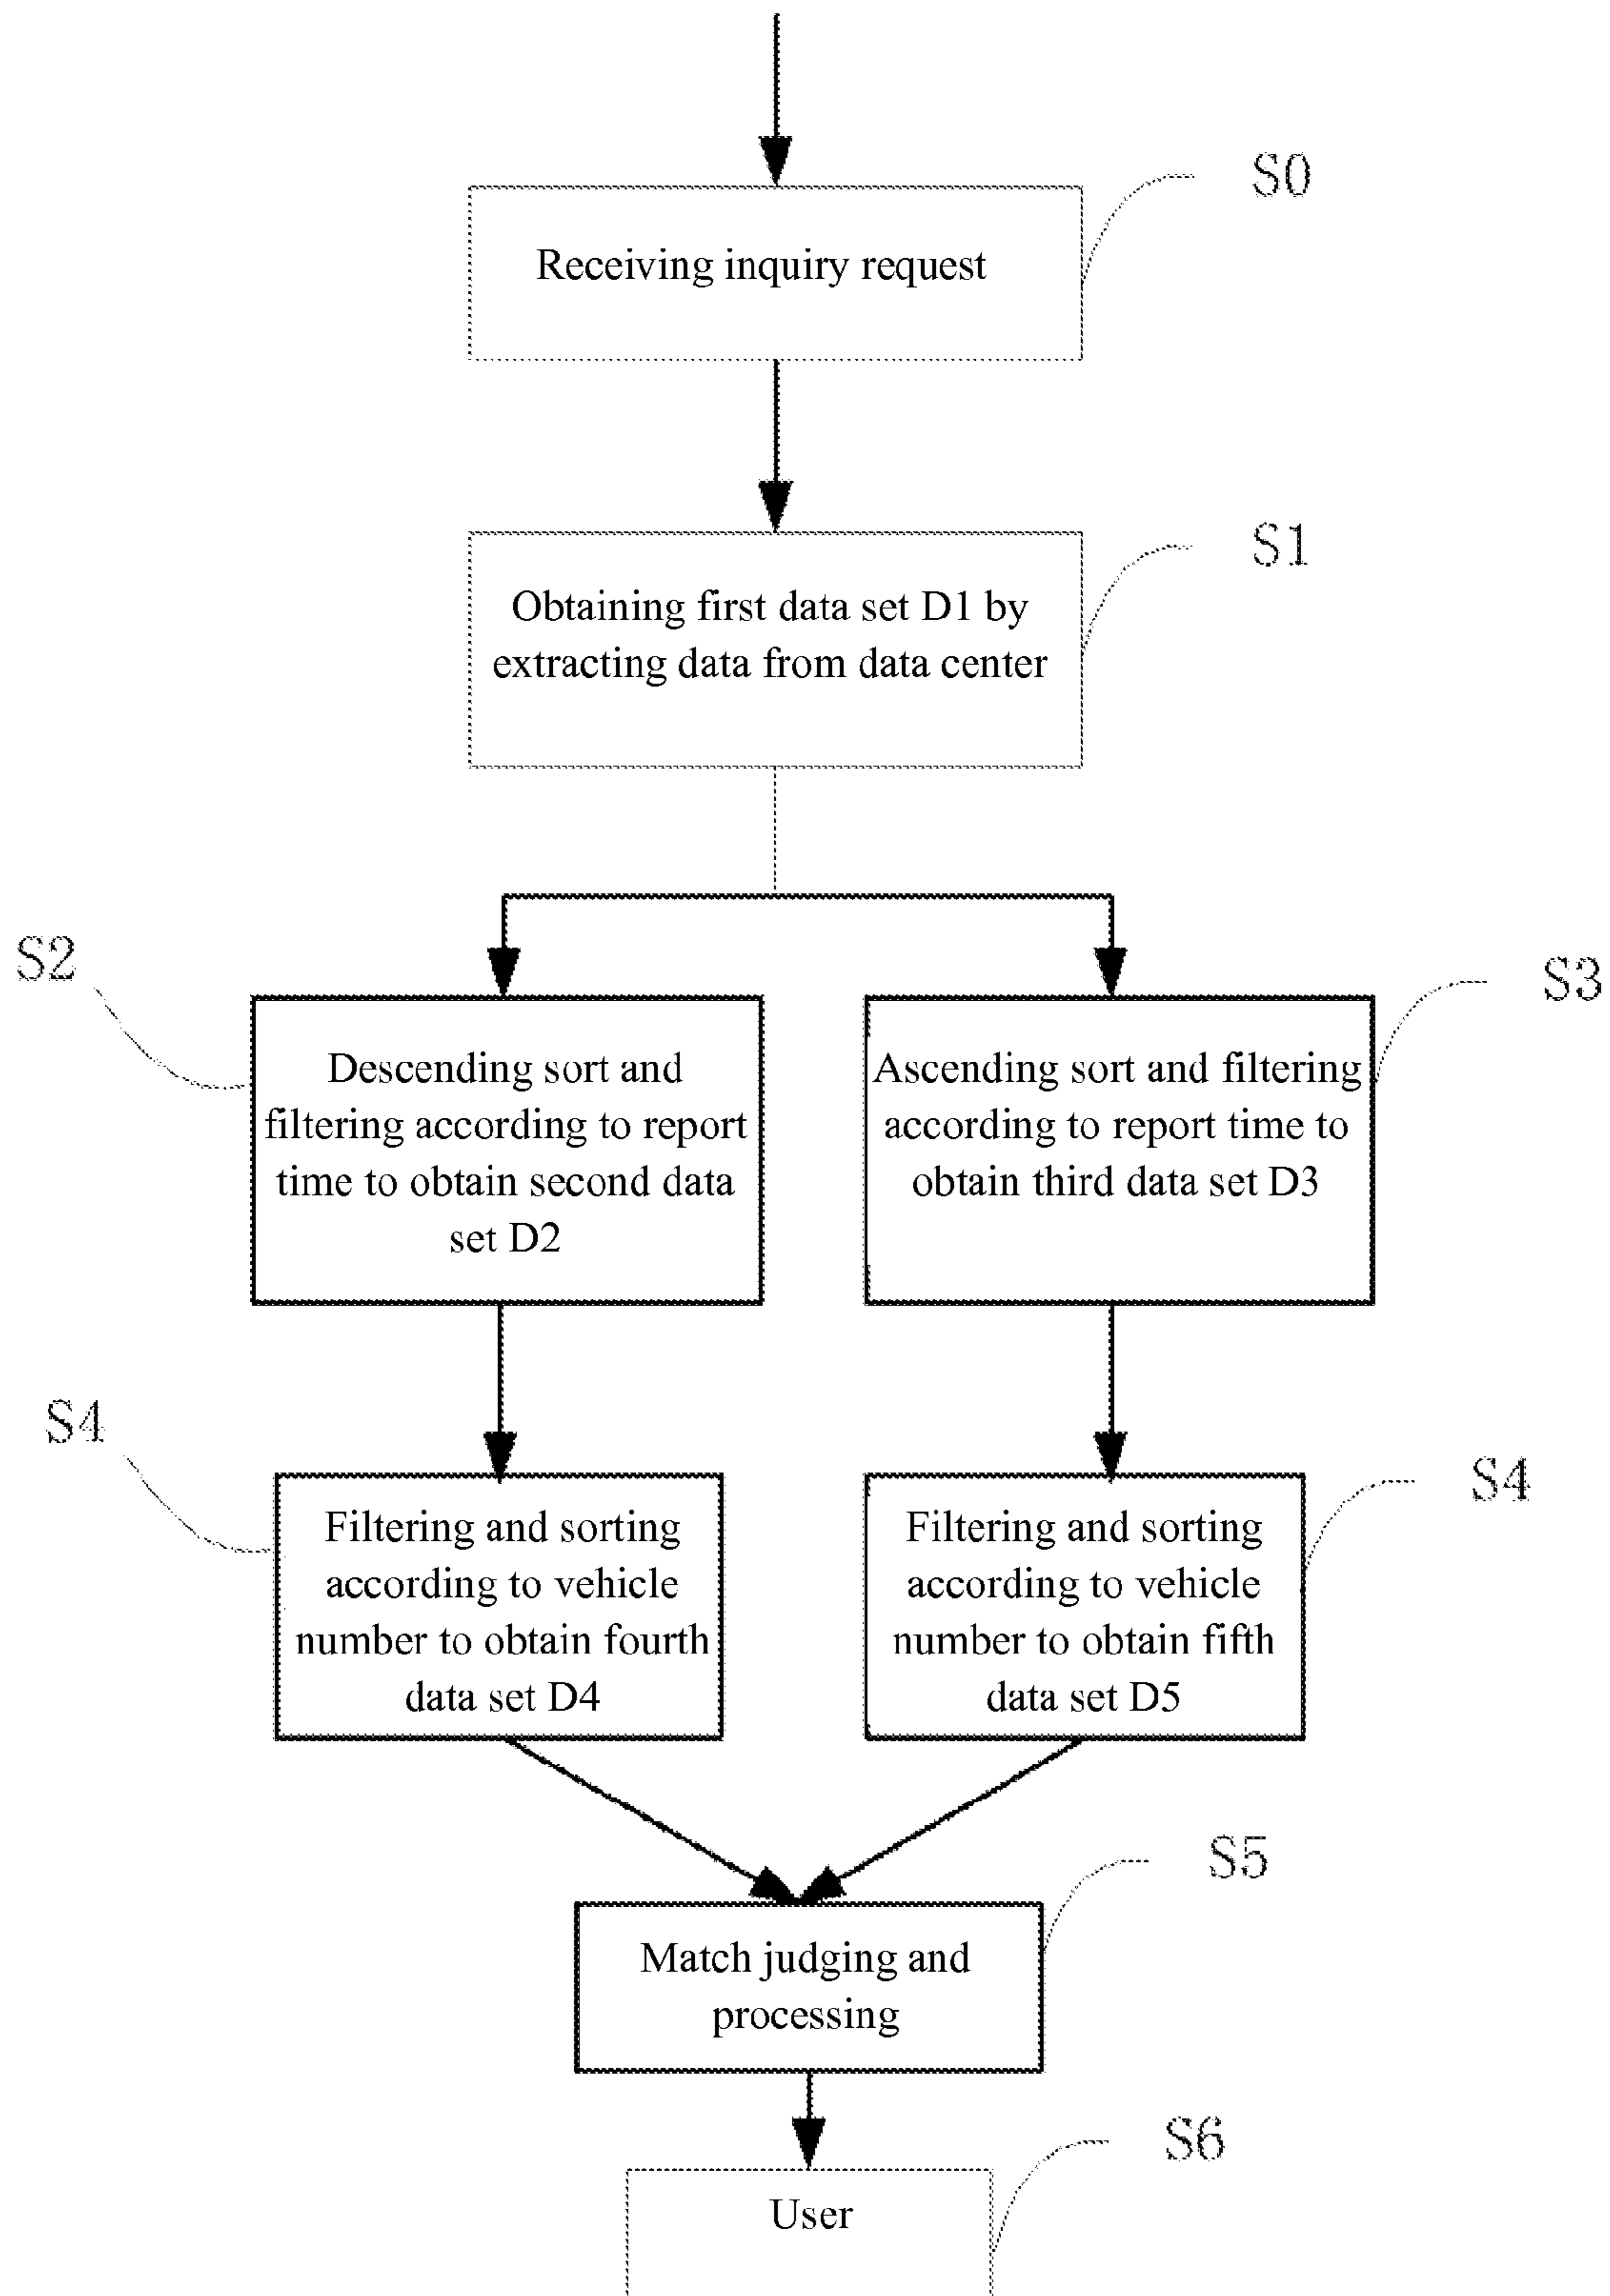 S0
Receiving inquiry request
S1
Obtaining first data set D1 by
extracting data from data center
S2
S3
Descending sort and
filtering according to report
time to obtain second data
set D2
Ascending sort and filtering
according to report time to
obtain third data set D3
S4
S4
Filtering and sorting
according to vehicle
number to obtain fourth
data set D4
Filtering and sorting
according to vehicle
number to obtain fifth
data set D5
S5
Match judging and
processing
S6
User